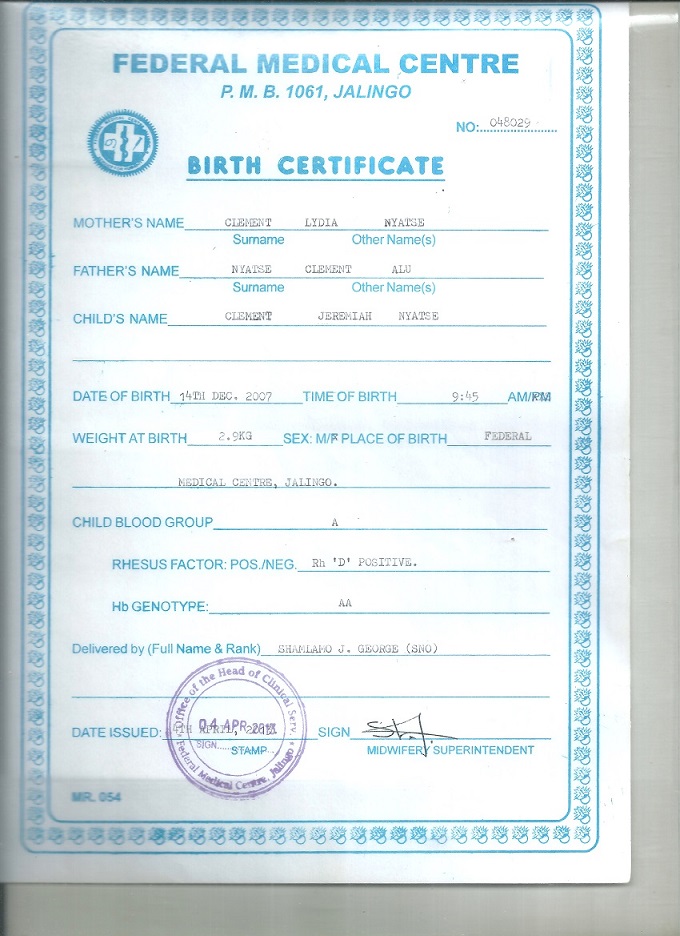 FEDERAL MEDICAL CENTRE
P. M. B. 1061, JALINGO
NO: 048029
BIRTH CERTIFICATE
MOTHER'S NAME CLEMENT LYDIA NYATSE
Surname Other Name(s)
FATHER'S NAME NYATSE CLEMENT ALU
Surname Other Name(s)
CHILD'S NAME CLEMENT JEREMIAH NYATSE
DATE OF BIRTH 14TH DEC. 2007 TIME OF BIRTH 9:45 AM/PM
WEIGHT AT BIRTH 2.9KG SEX: M/F PLACE OF BIRTH FEDERAL
MEDICAL CENTRE, JALINGO.
CHILD BLOOD GROUP A
RHESUS FACTOR: POS./NEG. Rh 'D' POSITIVE.
Hb GENOTYPE: AA
Delivered by (Full Name & Rank) SHAMLAMO J. GEORGE (SNO)
Office of the Head of Clinical Serv.
04 APR
DATE ISSUED: APRIL, SIGN
SIGN
STAMP MIDWIFERY SUPERINTENDENT
Federal Medical Centre, Jalingo
MR. 054